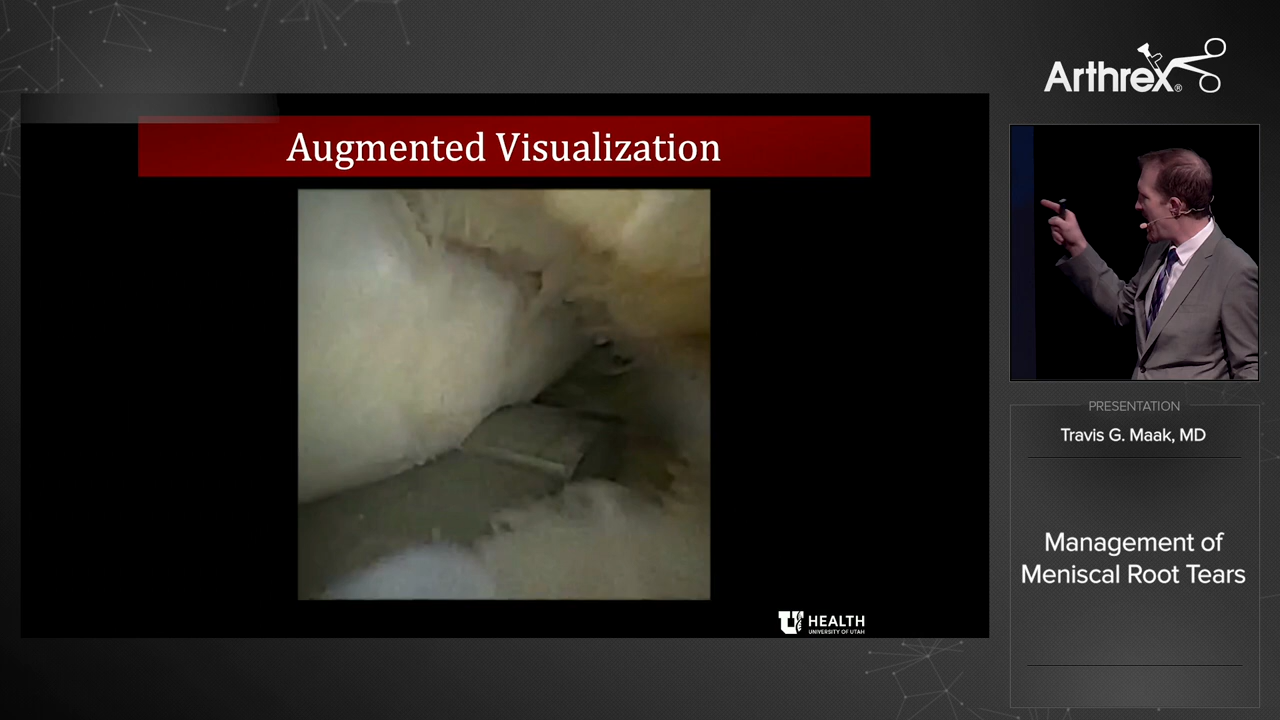 Arthrex®
Augmented Visualization
PRESENTATION
Travis G. Maak, MD
Management of
Meniscal Root Tears
U HEALTH
UNIVERSITY OF UTAH